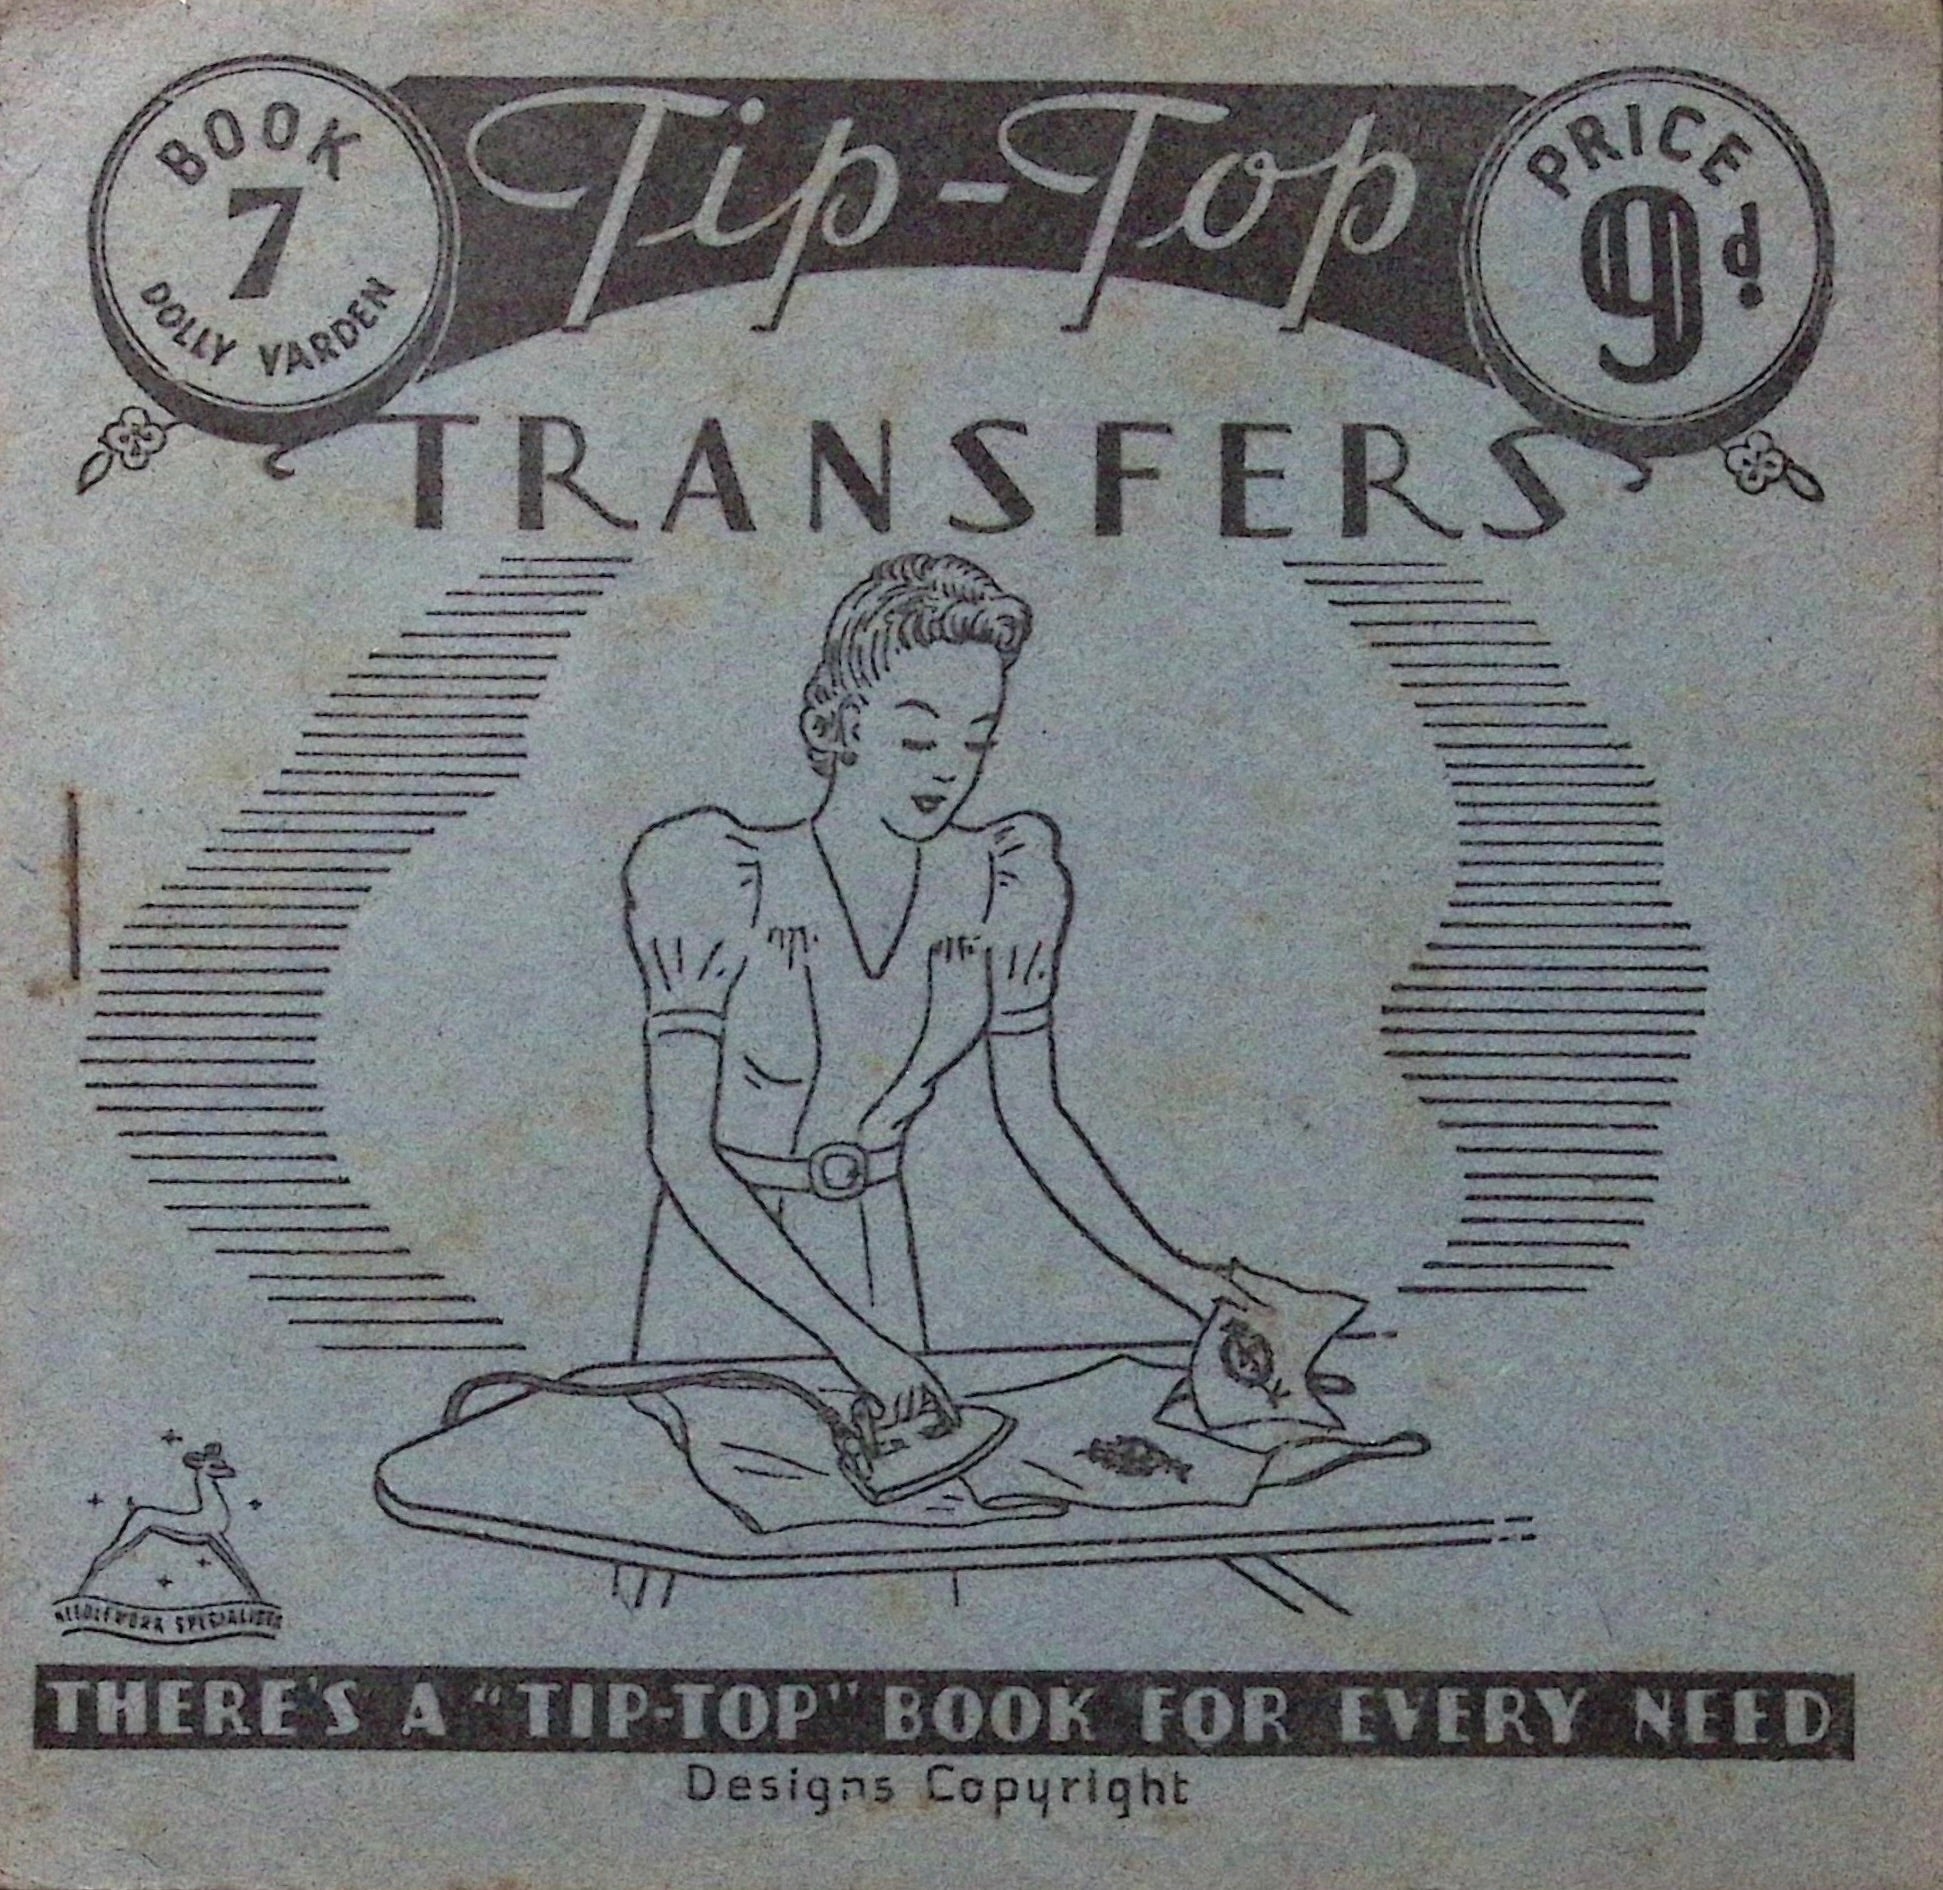 BOOK
7
DOLLY VARDEN
Tip-Top
PRICE
9d.
TRANSFERS
NEEDLEWORK SPECIALISTS
THERE'S A "TIP-TOP" BOOK FOR EVERY NEED
Designs Copyright